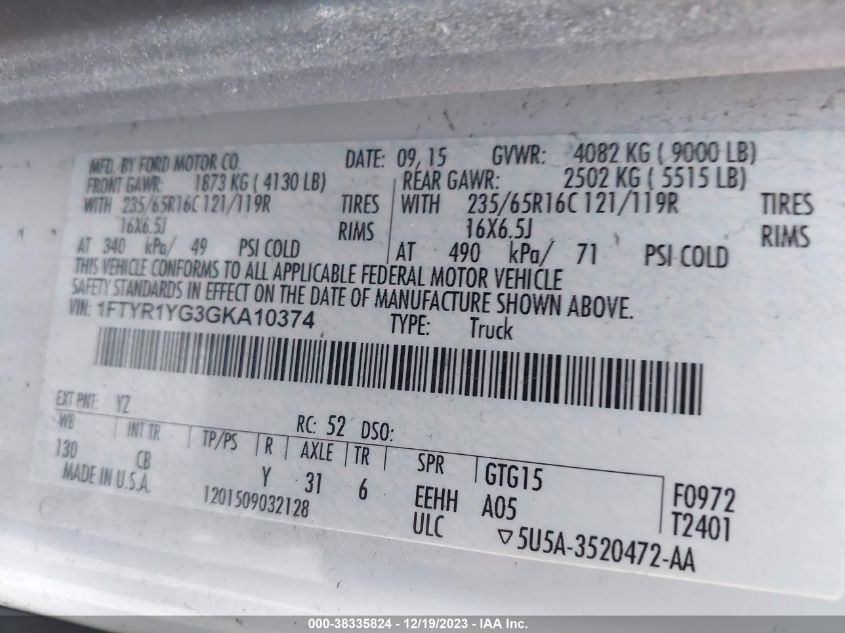 MFD. BY FORD MOTOR CO. DATE: 09, 15 GVWR: 4082 KG ( 9000 LB)
FRONT GAWR: 1873 KG ( 4130 LB) REAR GAWR: 2502 KG ( 5515 LB)
WITH 235/65R16C 121/119R TIRES WITH 235/65R16C 121/119R TIRES
16X6.5J RIMS 16X6.5J RIMS
AT 340 kPa/ 49 PSI COLD AT 490 kPa/ 71 PSI COLD
THIS VEHICLE CONFORMS TO ALL APPLICABLE FEDERAL MOTOR VEHICLE
SAFETY STANDARDS IN EFFECT ON THE DATE OF MANUFACTURE SHOWN ABOVE.
VIN: 1FTYR1YG3GKA10374 TYPE: Truck
EXT PNT: YZ RC: 52 DSO:
WB INT TR TP/PS R AXLE TR SPR GTG15
130 CB Y 31 6 EEHH A05 F0972
MADE IN U.S.A. 1201509032128 ULC T2401
▽5U5A-3520472-AA
000-38335824 - 12/19/2023 - IAA Inc.